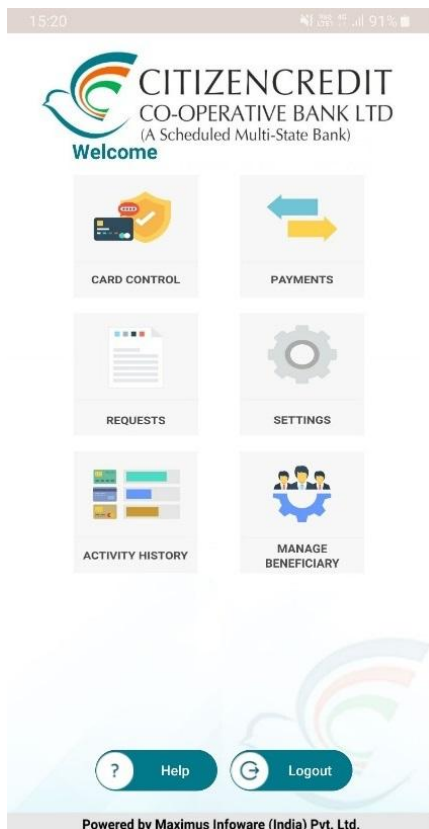 15:20
91%
CITIZENCREDIT
CO-OPERATIVE BANK LTD
(A Scheduled Multi-State Bank)
Welcome
CARD CONTROL
PAYMENTS
REQUESTS
SETTINGS
ACTIVITY HISTORY
MANAGE
BENEFICIARY
? Help
Logout
Powered by Maximus Infoware (India) Pvt. Ltd.